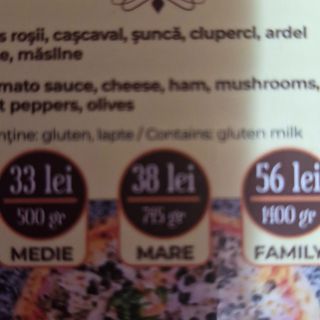 s roșii, cașcaval, șuncă, ciuperci, ardel
e, măsline
mato sauce, cheese, ham, mushrooms,
t peppers, olives
nține: gluten, lapte / Contains: gluten milk
33 lei 38 lei 56 lei
500 gr 715 gr 1400 gr
MEDIE MARE FAMILY